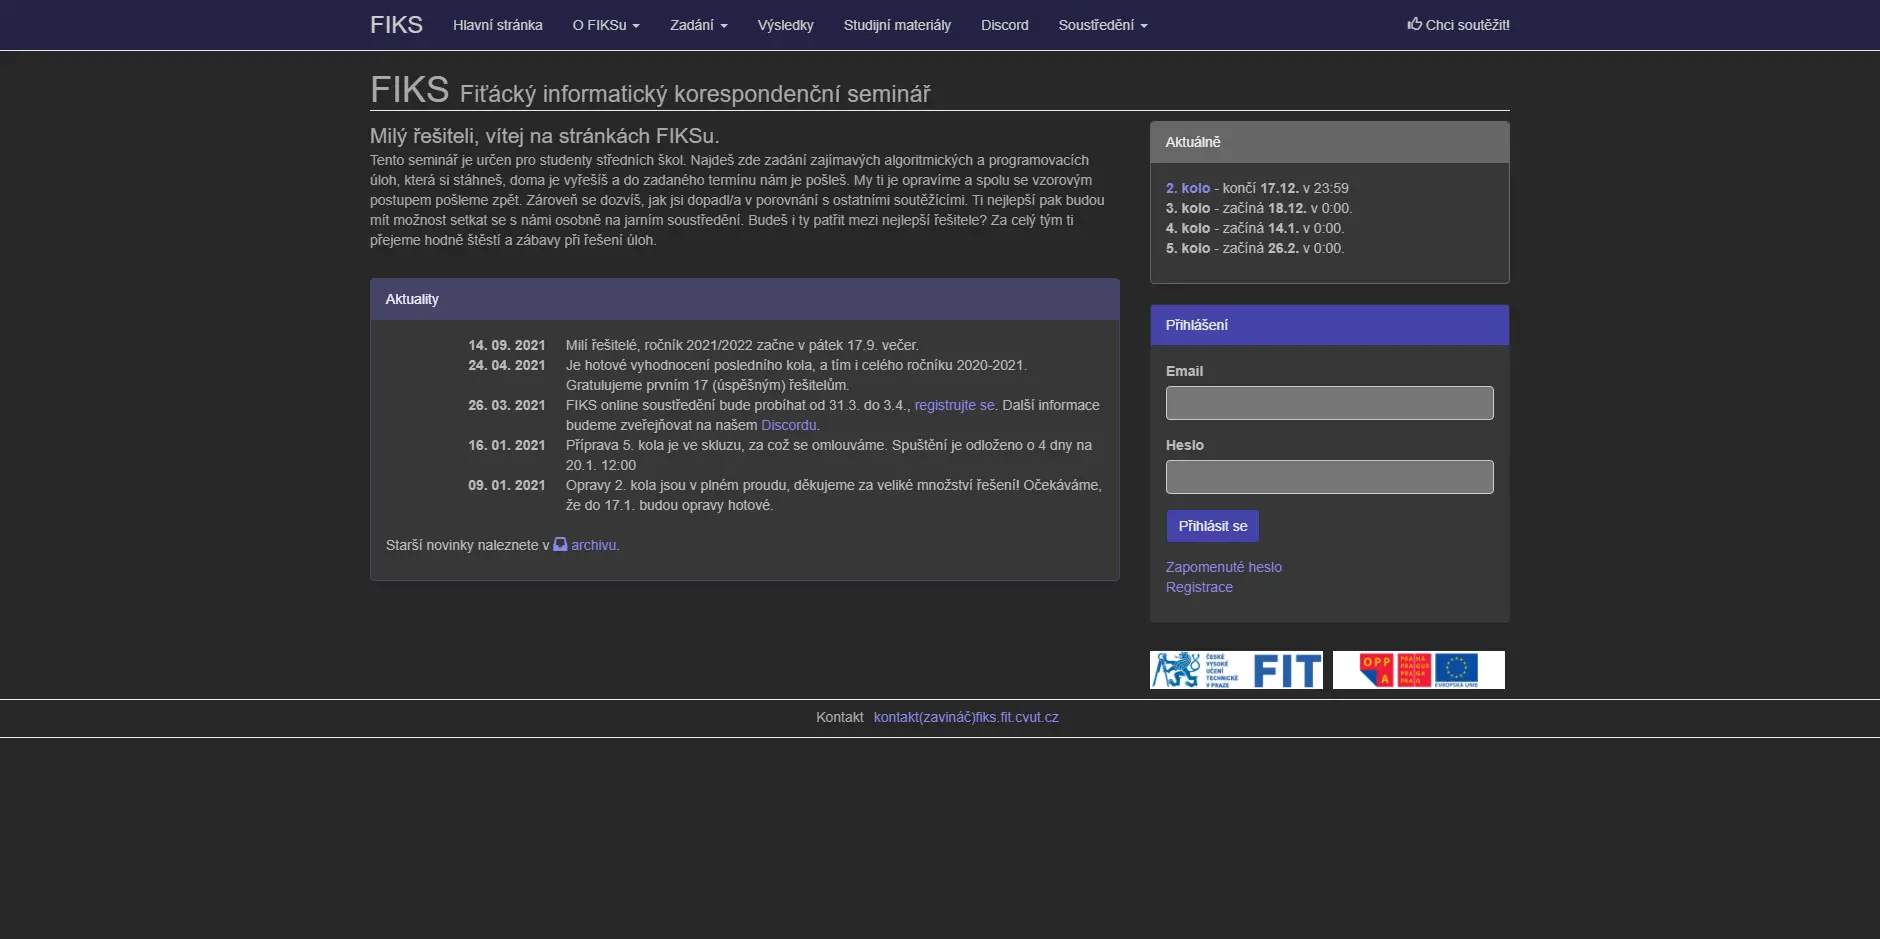 FIKS Hlavní stránka O FIKSu Zadání Výsledky Studijní materiály Discord Soustředění Chci soutěžit!
FIKS Fiťácký informatický korespondenční seminář
Milý řešiteli, vítej na stránkách FIKSu.
Tento seminář je určen pro studenty středních škol. Najdeš zde zadání zajímavých algoritmických a programovacích
úloh, která si stáhneš, doma je vyřešíš a do zadaného termínu nám je pošleš. My ti je opravíme a spolu se vzorovým
postupem pošleme zpět. Zároveň se dozvíš, jak jsi dopadl/a v porovnání s ostatními soutěžícími. Ti nejlepší pak budou
mít možnost setkat se s námi osobně na jarním soustředění. Budeš i ty patřit mezi nejlepší řešitele? Za celý tým ti
přejeme hodně štěstí a zábavy při řešení úloh.
Aktuality
14. 09. 2021 Milí řešitelé, ročník 2021/2022 začne v pátek 17.9. večer.
24. 04. 2021 Je hotové vyhodnocení posledního kola, a tím i celého ročníku 2020-2021.
Gratulujeme prvním 17 (úspěšným) řešitelům.
26. 03. 2021 FIKS online soustředění bude probíhat od 31.3. do 3.4., registrujte se. Další informace
budeme zveřejňovat na našem Discordu.
16. 01. 2021 Příprava 5. kola je ve skluzu, za což se omlouváme. Spuštění je odloženo o 4 dny na
20.1. 12:00
09. 01. 2021 Opravy 2. kola jsou v plném proudu, děkujeme za veliké množství řešení! Očekáváme,
že do 17.1. budou opravy hotové.
Starší novinky naleznete v archivu.
Aktuálně
2. kolo - končí 17.12. v 23:59
3. kolo - začíná 18.12. v 0:00.
4. kolo - začíná 14.1. v 0:00.
5. kolo - začíná 26.2. v 0:00.
Přihlášení
Email
Heslo
Přihlásit se
Zapomenuté heslo
Registrace
ČESKÉ
VYSOKÉ
UČENÍ
TECHNICKÉ
V PRAZE
FIT
OPP
A
PRA HA
PRA GUE
PRA GA
PRA G
EVROPSKÁ UNIE
Kontakt kontakt(zavináč)fiks.fit.cvut.cz